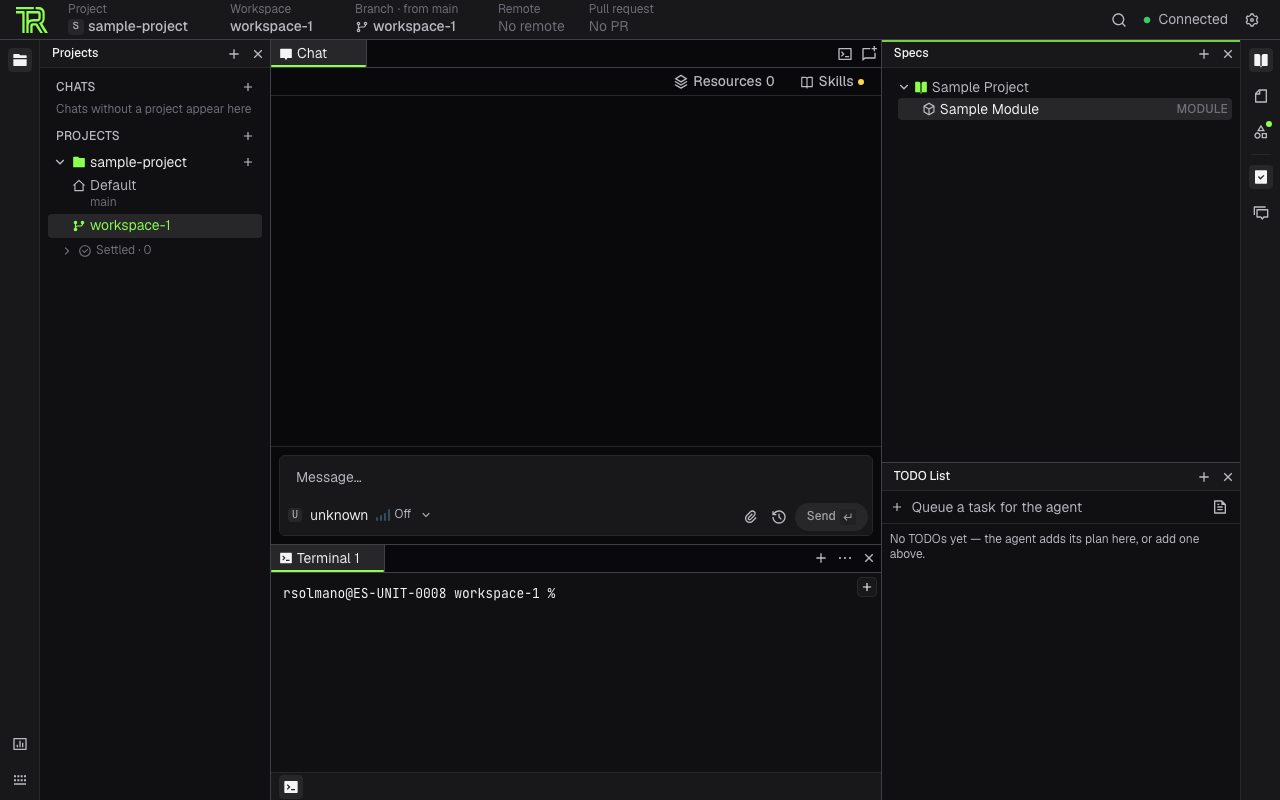 Project
S sample-project
Workspace
workspace-1
Branch · from main
workspace-1
Remote
No remote
Pull request
No PR
Connected
Projects
CHATS
Chats without a project appear here
PROJECTS
sample-project
Default
main
workspace-1
Settled · 0
Chat
Resources 0
Skills
Message…
U unknown
Off
Send
Terminal 1
rsolmano@ES-UNIT-0008 workspace-1 %
Specs
Sample Project
Sample Module MODULE
TODO List
Queue a task for the agent
No TODOs yet — the agent adds its plan here, or add one
above.